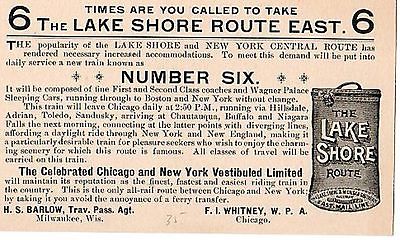 6 TIMES ARE YOU CALLED TO TAKE 6
THE LAKE SHORE ROUTE EAST.
THE popularity of the LAKE SHORE and NEW YORK CENTRAL ROUTE has
rendered necessary increased accommodations. To meet this demand will be put into
daily service a new train known as
NUMBER SIX.
It will be composed of fine First and Second Class coaches and Wagner Palace
Sleeping Cars, running through to Boston and New York without change.
This train will leave Chicago daily at 2:50 P.M., running via Hillsdale,
Adrian, Toledo, Sandusky, arriving at Chautauqua, Buffalo and Niagara
Falls the next morning, connecting at the latter points with diverging lines,
affording a daylight ride through New York and New England, making it
a particularly desirable train for pleasure seekers who wish to enjoy the charm-
ing scenery for which this route is famous. All classes of travel will be
carried on this train.
The Celebrated Chicago and New York Vestibuled Limited
will maintain its reputation as the finest, fastest and easiest riding train in the
country. This is the only all-rail route between Chicago and New York or
by taking it you avoid the annoyance of a ferry transfer.
H. S. BARLOW, Trav. Pass. Agt.
Milwaukee, Wis.
F. I. WHITNEY, W. P. A.
Chicago.
75-
THE
LAKE
SHORE
ROUTE
FAST MAIL LINE